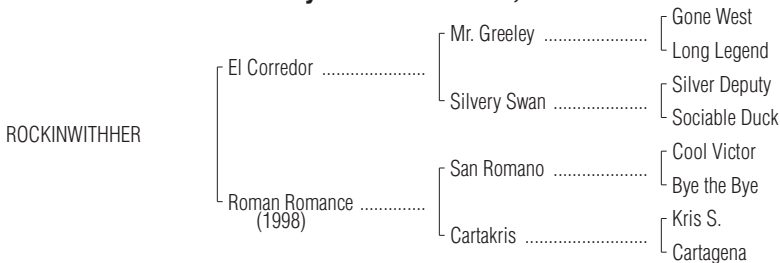 Gone West
Mr. Greeley ........................
Long Legend
El Corredor ........................
Silver Deputy
Silvery Swan ......................
Sociable Duck
ROCKINWITHHER
Cool Victor
San Romano ......................
Bye the Bye
Roman Romance ...............
(1998)
Kris S.
Cartakris ............................
Cartagena